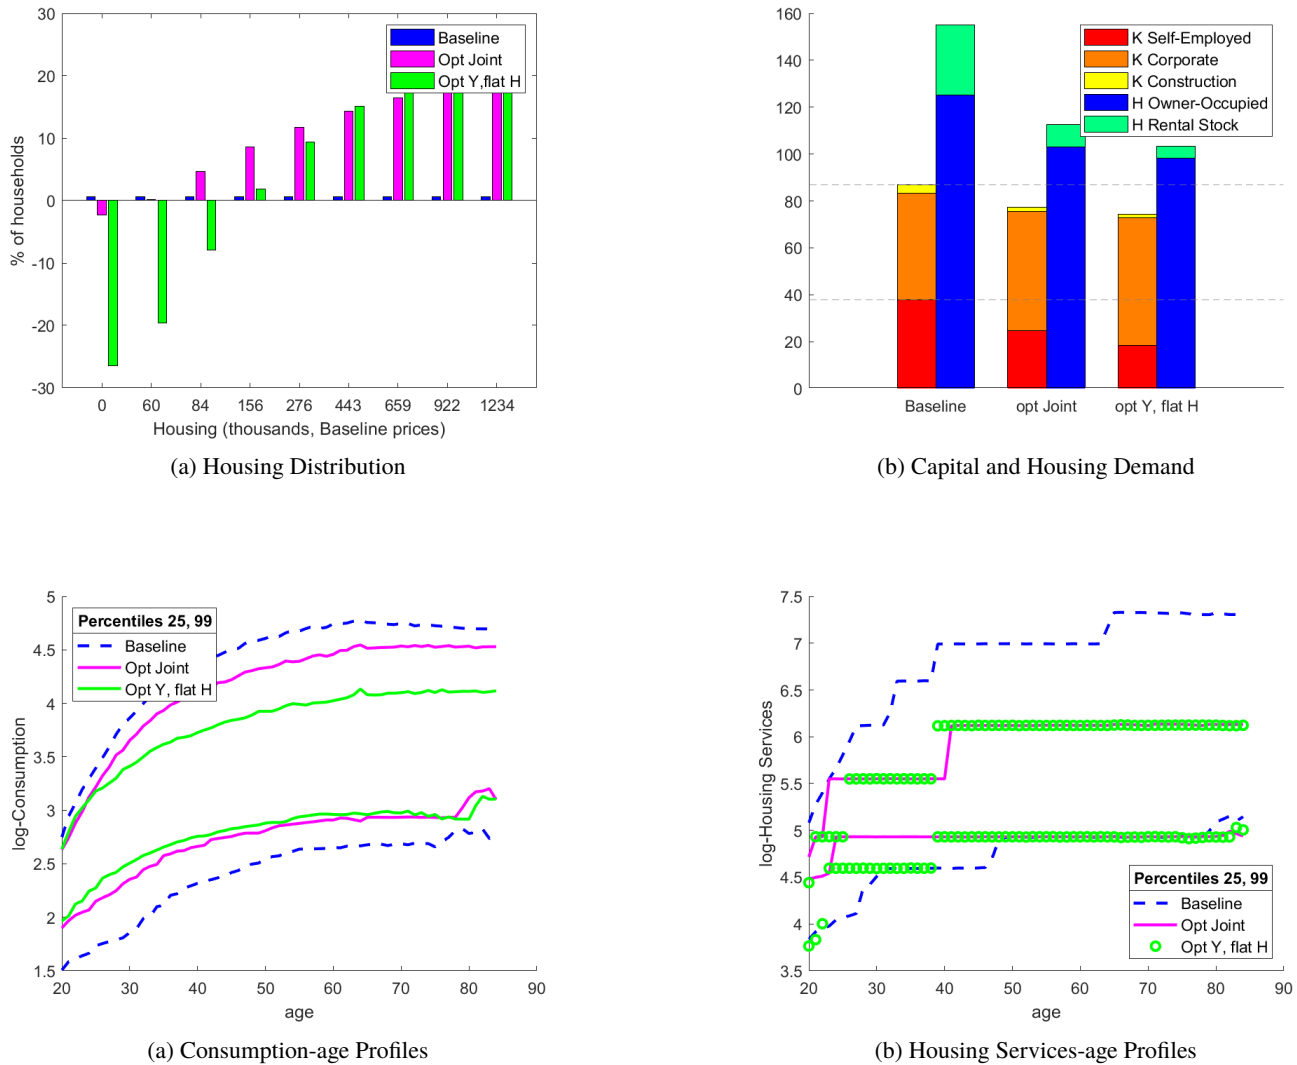 30
20
10
0
-10
-20
-30
% of households
Baseline
Opt Joint
Opt Y,flat H
0 60 84 156 276 443 659 922 1234
Housing (thousands, Baseline prices)
(a) Housing Distribution
160
140
120
100
80
60
40
20
0
K Self-Employed
K Corporate
K Construction
H Owner-Occupied
H Rental Stock
Baseline opt Joint opt Y, flat H
(b) Capital and Housing Demand
5
4.5
4
3.5
3
2.5
2
1.5
log-Consumption
Percentiles 25, 99
Baseline
Opt Joint
Opt Y, flat H
20 30 40 50 60 70 80 90
age
(a) Consumption-age Profiles
7.5
7
6.5
6
5.5
5
4.5
4
3.5
log-Housing Services
Percentiles 25, 99
Baseline
Opt Joint
Opt Y, flat H
20 30 40 50 60 70 80 90
age
(b) Housing Services-age Profiles